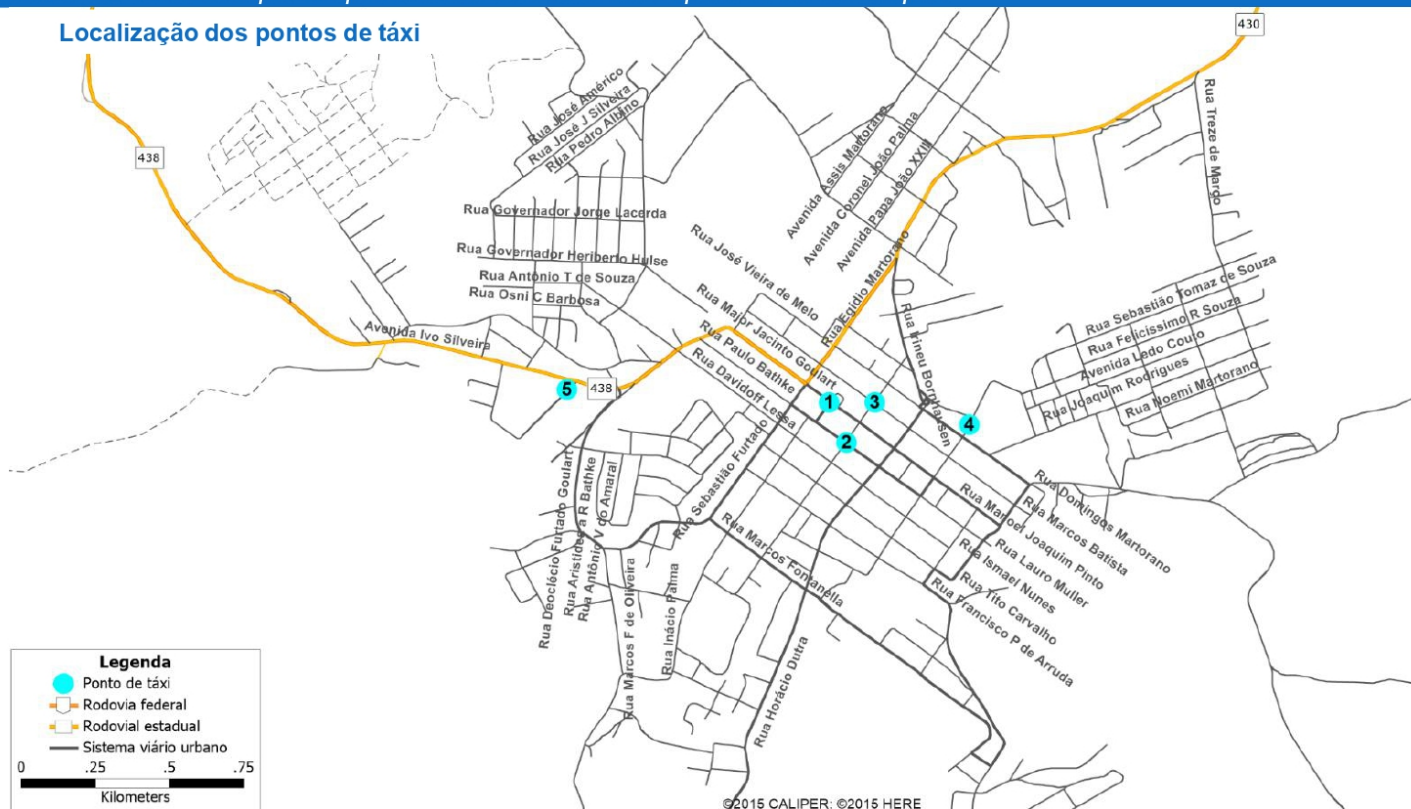 Localização dos pontos de táxi
430
438
Rua José Américo
Rua José J Silveira
Rua Pedro Albino
Rua Treze de Março
Avenida Assis Martorano
Avenida Coronel João Palma
Avenida Papa João XXIII
Rua Governador Jorge Lacerda
Rua Governador Heriberto Hulse
Rua Antônio T de Souza
Rua Osni C Barbosa
Rua José Vieira de Melo
Rua Major Jacinto Goulart
Rua Egidio Martorano
Rua Irineu Bornhausen
Rua Sebastião Tomaz de Souza
Rua Felicissimo R Souza
Avenida Ledo Couto
Rua Joaquim Rodrigues
Rua Noemi Martorano
Avenida Ivo Silveira
Rua Paulo Bathke
Rua Davidoff Lessa
5
438
1
3
2
4
Rua Sebastião Furtado
Rua Deoclécio Furtado Goulart
Rua Aristides a R Bathke
Rua Antônio V do Amaral
Rua Marcos F de Oliveira
Rua Inácio Palma
Rua Marcos Fontanella
Rua Horácio Dutra
Rua Domingos Martorano
Rua Marcos Batista
Rua Manoel Joaquim Pinto
Rua Lauro Muller
Rua Ismael Nunes
Rua Tito Carvalho
Rua Francisco P de Arruda
Legenda
Ponto de táxi
Rodovia federal
Rodovial estadual
Sistema viário urbano
0 .25 .5 .75
Kilometers
©2015 CALIPER; ©2015 HERE